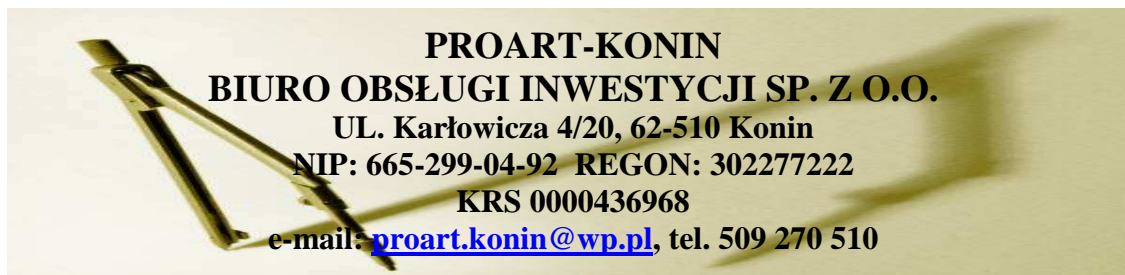 PROART-KONIN
BIURO OBSŁUGI INWESTYCJI SP. Z O.O.
UL. Karłowicza 4/20, 62-510 Konin
NIP: 665-299-04-92 REGON: 302277222
KRS 0000436968
e-mail: proart.konin@wp.pl, tel. 509 270 510